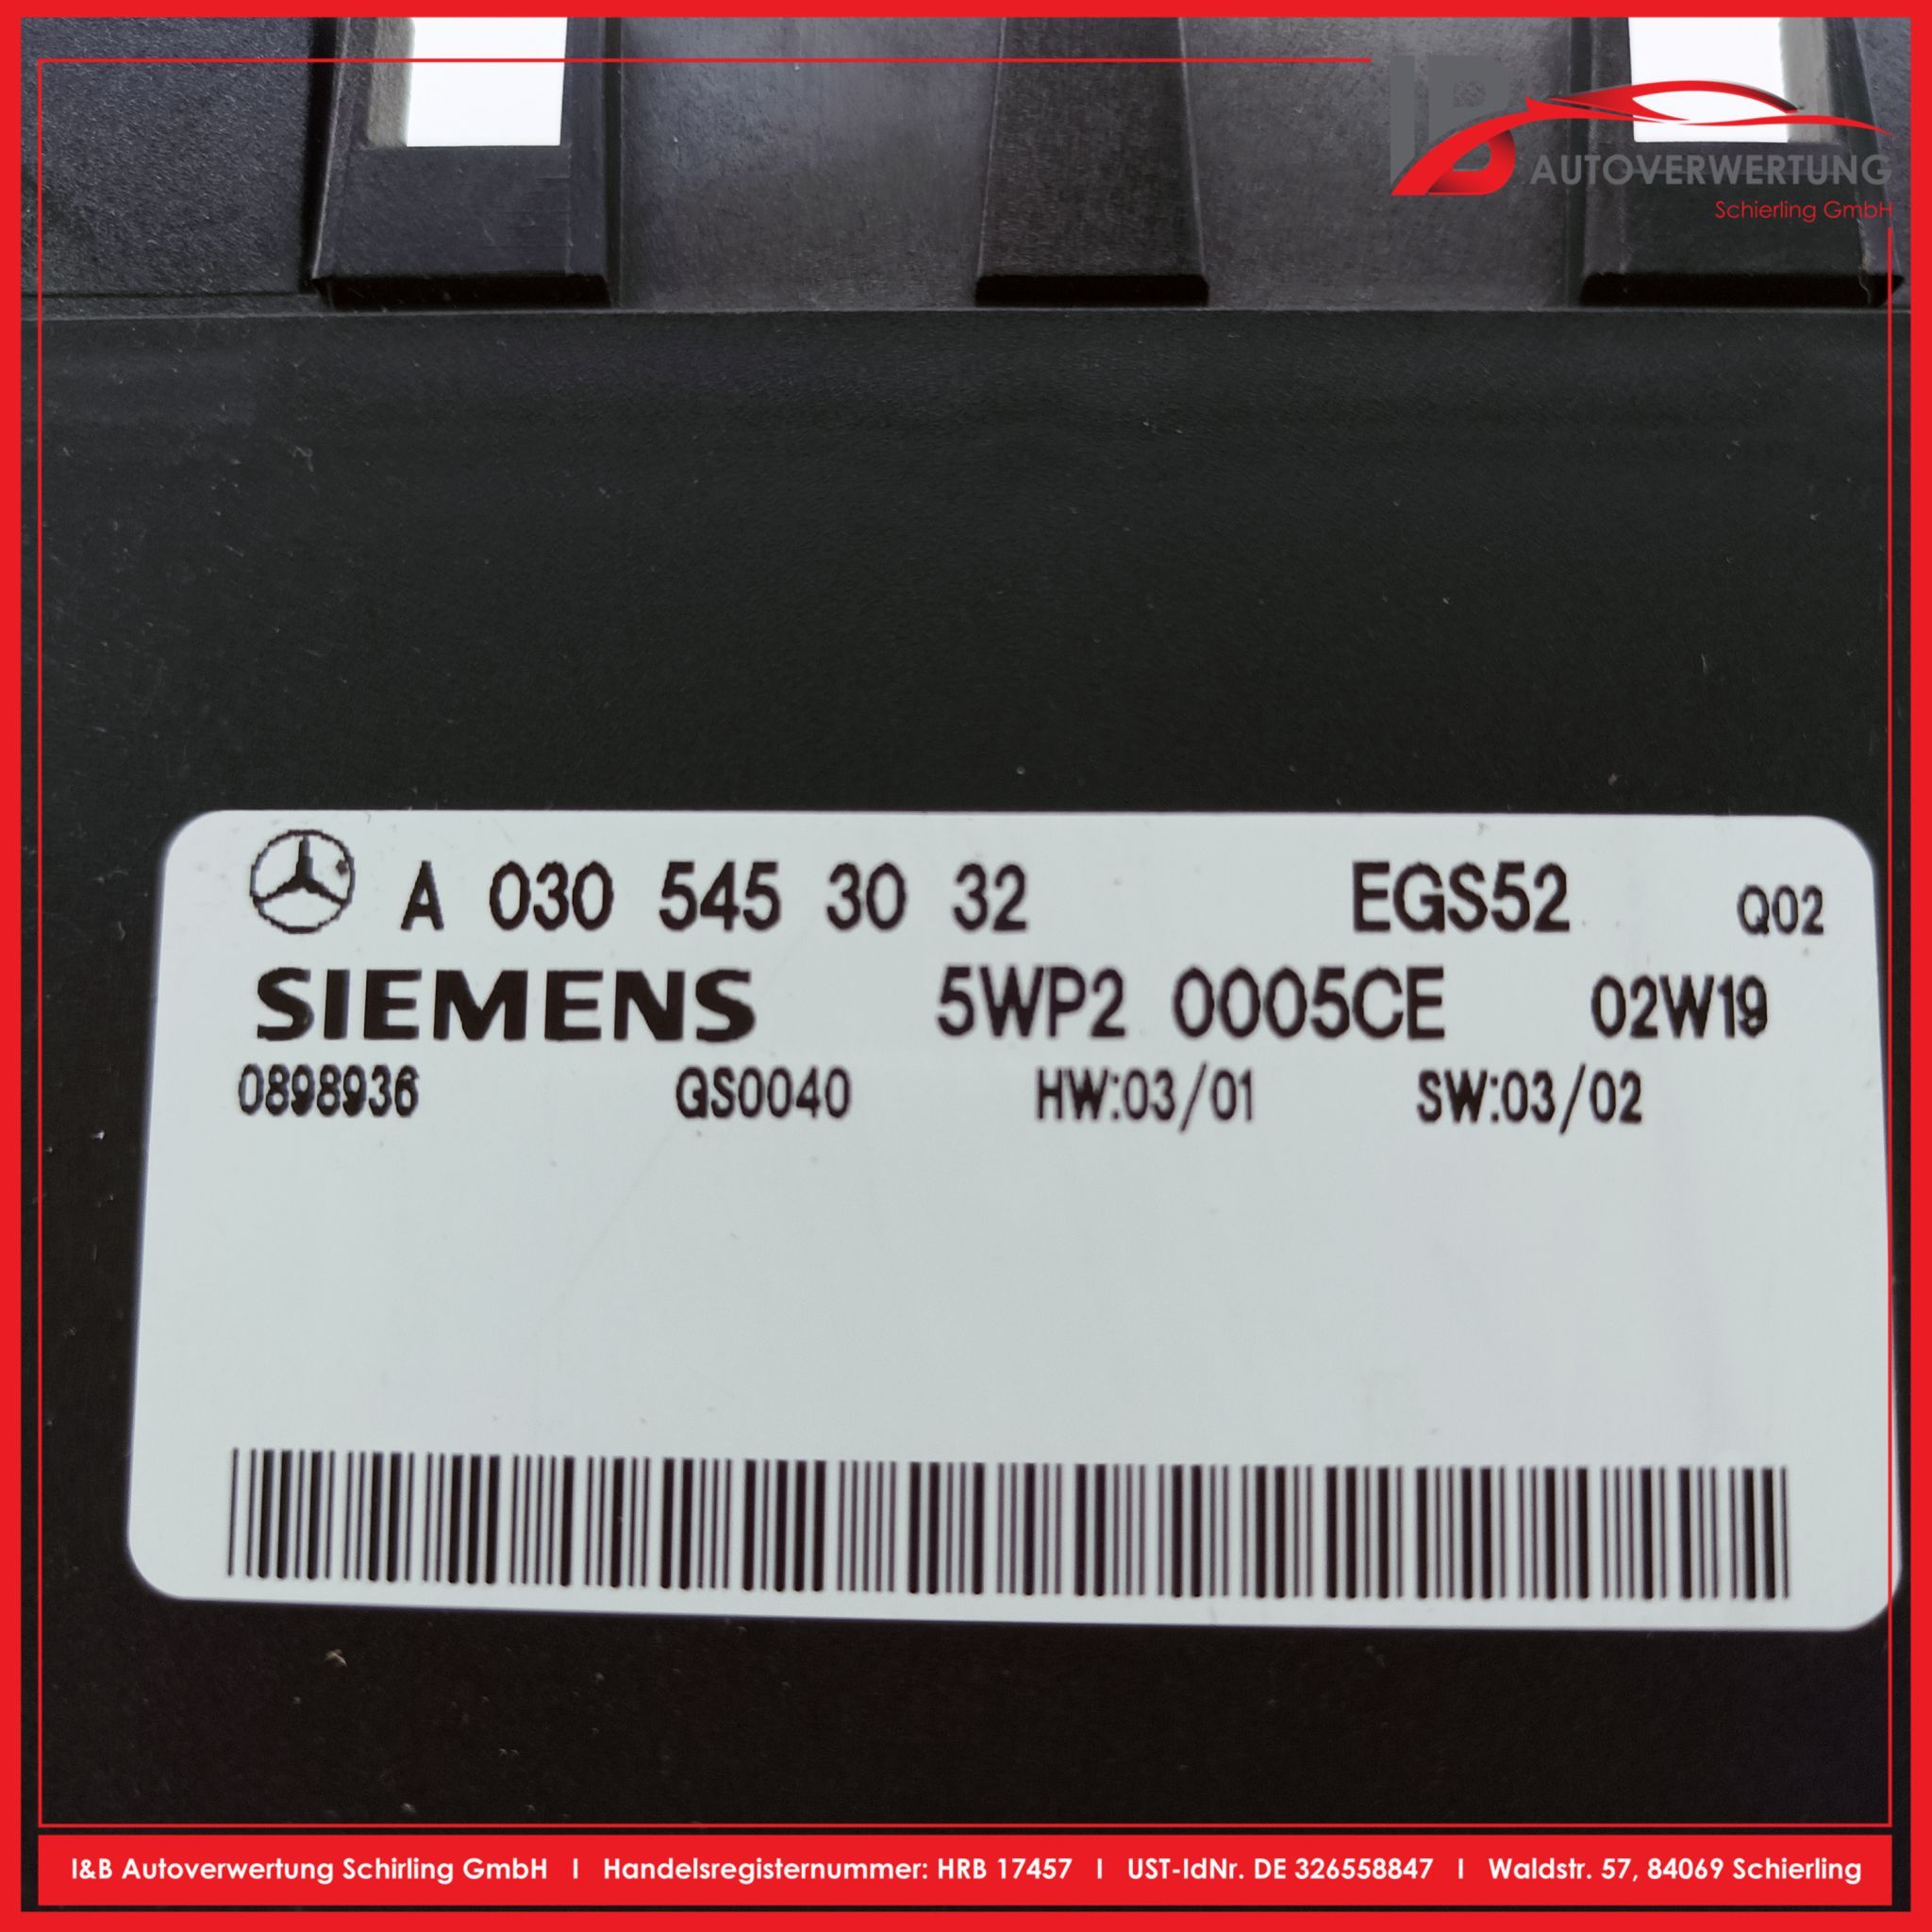 IB
AUTOVERWERTUNG
Schierling GmbH
A 030 545 30 32 EGS52 Q02
SIEMENS 5WP2 0005CE 02W19
0898936 GS0040 HW:03/01 SW:03/02
I&B Autoverwertung Schirling GmbH I Handelsregisternummer: HRB 17457 I UST-IdNr. DE 326558847 I Waldstr. 57, 84069 Schierling